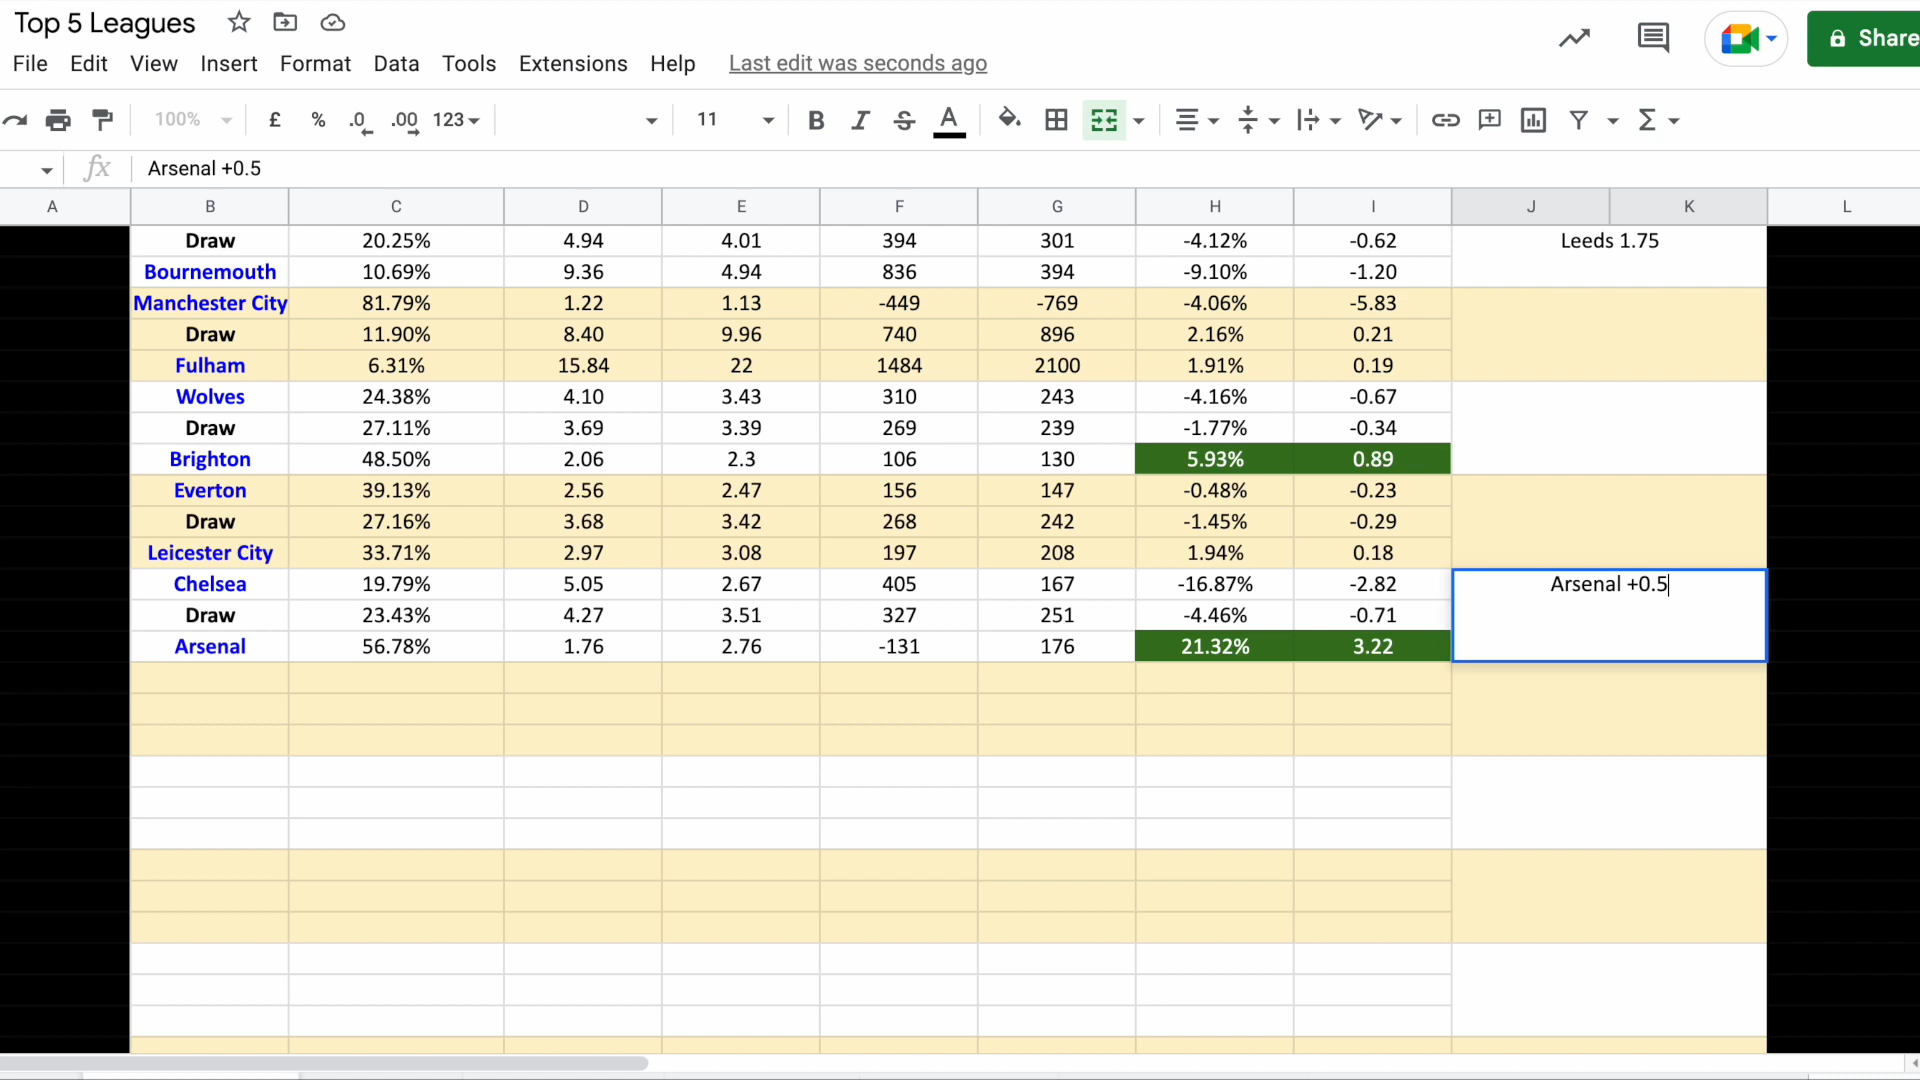 Top 5 Leagues
Share
File Edit View Insert Format Data Tools Extensions Help Last edit was seconds ago
100% £ % .0 .00 123 11 B I S A Σ
fx Arsenal +0.5
A B C D E F G H I J K L
Draw 20.25% 4.94 4.01 394 301 -4.12% -0.62 Leeds 1.75
Bournemouth 10.69% 9.36 4.94 836 394 -9.10% -1.20
Manchester City 81.79% 1.22 1.13 -449 -769 -4.06% -5.83
Draw 11.90% 8.40 9.96 740 896 2.16% 0.21
Fulham 6.31% 15.84 22 1484 2100 1.91% 0.19
Wolves 24.38% 4.10 3.43 310 243 -4.16% -0.67
Draw 27.11% 3.69 3.39 269 239 -1.77% -0.34
Brighton 48.50% 2.06 2.3 106 130 5.93% 0.89
Everton 39.13% 2.56 2.47 156 147 -0.48% -0.23
Draw 27.16% 3.68 3.42 268 242 -1.45% -0.29
Leicester City 33.71% 2.97 3.08 197 208 1.94% 0.18
Chelsea 19.79% 5.05 2.67 405 167 -16.87% -2.82 Arsenal +0.5
Draw 23.43% 4.27 3.51 327 251 -4.46% -0.71
Arsenal 56.78% 1.76 2.76 -131 176 21.32% 3.22